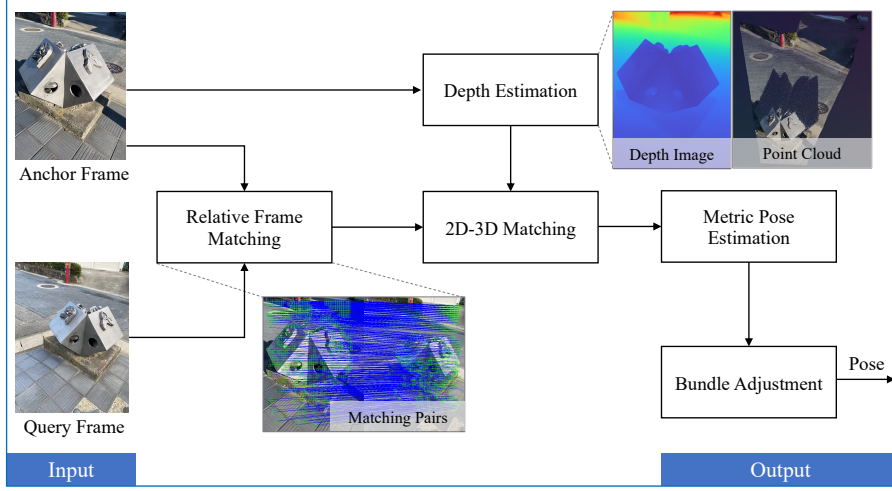 Anchor Frame
Depth Estimation
Depth Image
Point Cloud
Relative Frame
Matching
2D-3D Matching
Metric Pose
Estimation
Query Frame
Matching Pairs
Bundle Adjustment
Pose
Input
Output